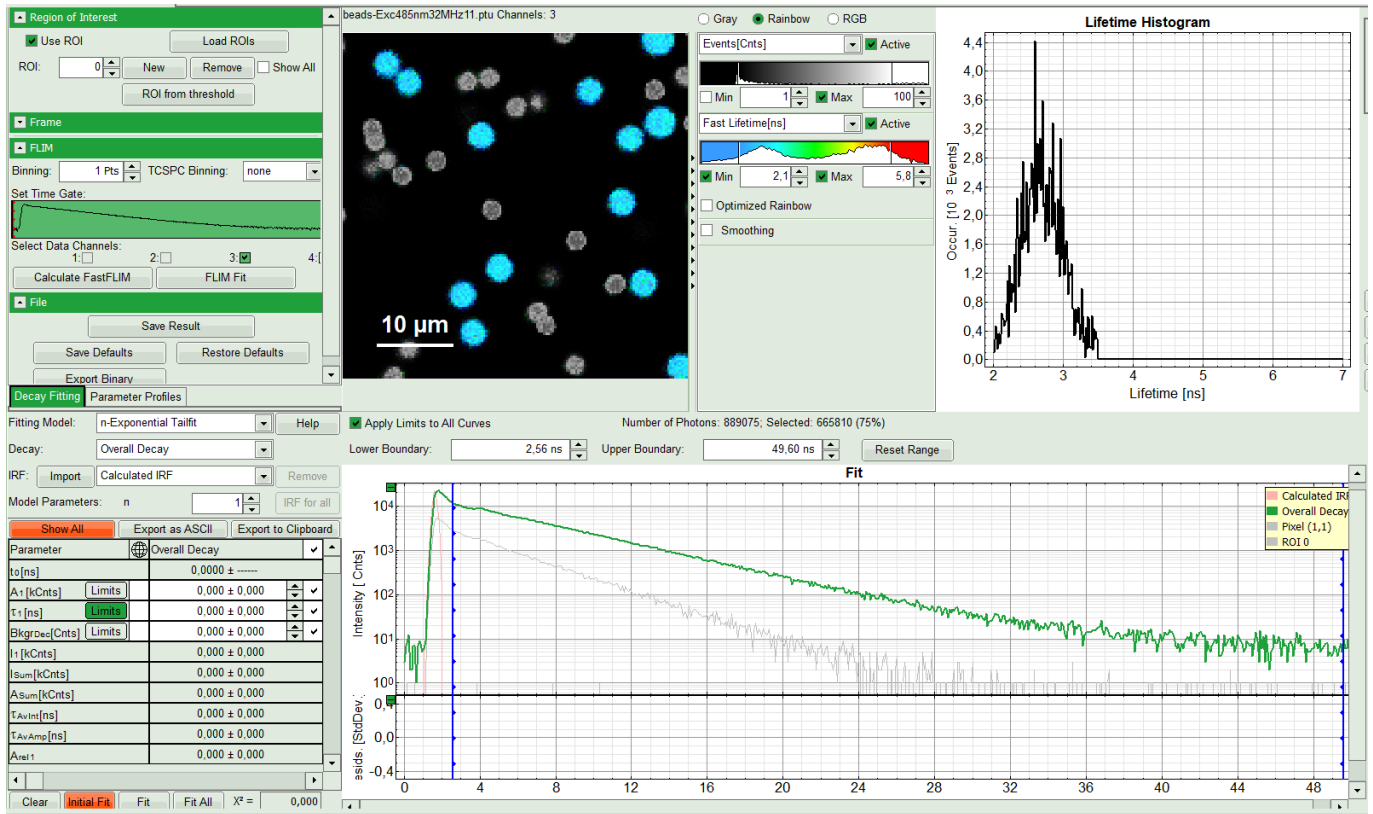 Region of Interest
Use ROI
Load ROIs
ROI: 0 New Remove Show All
ROI from threshold
Frame
FLIM
Binning: 1 Pts TCSPC Binning: none
Set Time Gate:
Select Data Channels:
1: 2: 3: 4:
Calculate FastFLIM FLIM Fit
File
Save Result
Save Defaults Restore Defaults
Export Binary
beads-Exc485nm32MHz11.ptu Channels: 3
10 µm
Gray Rainbow RGB
Events[Cnts] Active
Min 1 Max 100
Fast Lifetime[ns] Active
Min 2,1 Max 5,8
Optimized Rainbow
Smoothing
Lifetime Histogram
Occur. [10 3 Events]
4,4
4,0
3,6
3,2
2,8
2,4
2,0
1,6
1,2
0,8
0,4
0,0
2 3 4 5 6 7
Lifetime [ns]
Decay Fitting Parameter Profiles
Fitting Model: n-Exponential Tailfit Help
Decay: Overall Decay
IRF: Import Calculated IRF Remove
Model Parameters: n 1 IRF for all
Show All Export as ASCII Export to Clipboard
Parameter Overall Decay
to[ns] 0,0000 ± ------
A1[kCnts] Limits 0,000 ± 0,000
τ1[ns] Limits 0,000 ± 0,000
BkgrDec[Cnts] Limits 0,000 ± 0,000
I1[kCnts] 0,000 ± 0,000
ISum[kCnts] 0,000 ± 0,000
ASum[kCnts] 0,000 ± 0,000
τAvInt[ns] 0,000 ± 0,000
τAvAmp[ns] 0,000 ± 0,000
Arel1 0,000 ± 0,000
Clear Initial Fit Fit Fit All X² = 0,000
Apply Limits to All Curves Number of Photons: 889075; Selected: 665810 (75%)
Lower Boundary: 2,56 ns Upper Boundary: 49,60 ns Reset Range
Fit
Intensity [ Cnts]
10⁴
10³
10²
10¹
10⁰
Calculated IRF
Overall Decay
Pixel (1,1)
ROI 0
esids. [StdDev.]
0,4
0,0
-0,4
0 4 8 12 16 20 24 28 32 36 40 44 48